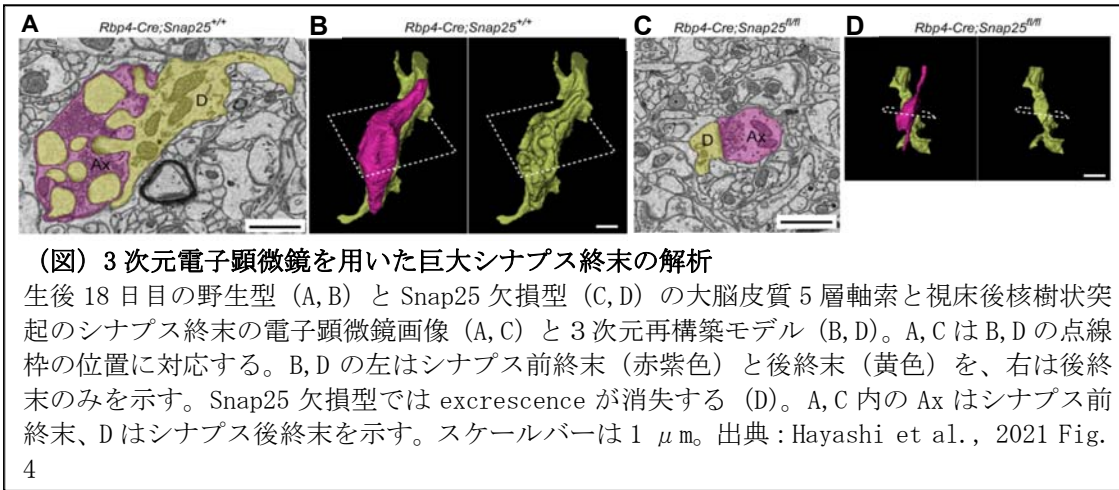 A Rbp4-Cre;Snap25+/+ B Rbp4-Cre;Snap25+/+ C Rbp4-Cre;Snap25fl/fl D Rbp4-Cre;Snap25fl/fl
D
Ax
D
Ax
(図) 3次元電子顕微鏡を用いた巨大シナプス終末の解析
生後 18 日目の野生型 (A,B) と Snap25 欠損型 (C,D) の大脳皮質 5 層軸索と視床後核樹状突
起のシナプス終末の電子顕微鏡画像 (A,C) と3次元再構築モデル (B,D)。A,C は B,D の点線
枠の位置に対応する。B,D の左はシナプス前終末（赤紫色）と後終末（黄色）を、右は後終
末のみを示す。Snap25 欠損型では excrescence が消失する (D)。A,C 内の Ax はシナプス前
終末、D はシナプス後終末を示す。スケールバーは 1 μm。出典：Hayashi et al., 2021 Fig.
4